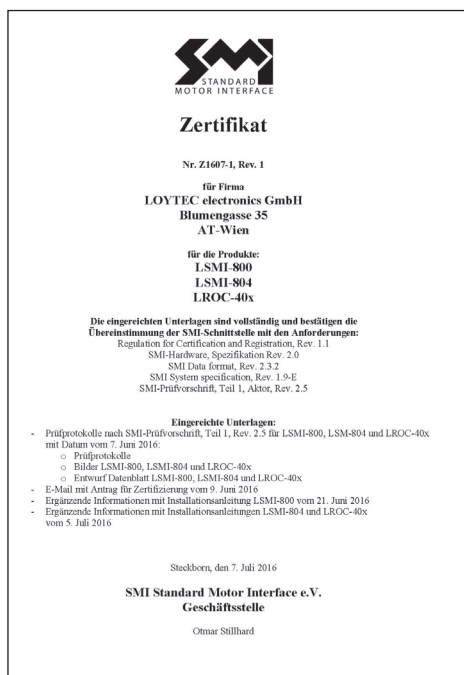 SMI
STANDARD
MOTOR INTERFACE
Zertifikat
Nr. Z1607-1, Rev. 1
für Firma
LOYTEC electronics GmbH
Blumengasse 35
AT-Wien
für die Produkte:
LSMI-800
LSMI-804
LROC-40x
Die eingereichten Unterlagen sind vollständig und bestätigen die
Übereinstimmung der SMI-Schnittstelle mit den Anforderungen:
Regulation for Certification and Registration, Rev. 1.1
SMI-Hardware, Spezifikation Rev. 2.0
SMI Data format, Rev. 2.3.2
SMI System specification, Rev. 1.9-E
SMI-Prüfvorschrift, Teil 1, Aktor, Rev. 2.5
Eingereichte Unterlagen:
- Prüfprotokolle nach SMI-Prüfvorschrift, Teil 1, Rev. 2.5 für LSMI-800, LSM-804 und LROC-40x
mit Datum vom 7. Juni 2016:
o Prüfprotokolle
o Bilder LSMI-800, LSMI-804 und LROC-40x
o Entwurf Datenblatt LSMI-800, LSMI-804 und LROC-40x
- E-Mail mit Antrag für Zertifizierung vom 9. Juni 2016
- Ergänzende Informationen mit Installationsanleitung LSMI-800 vom 21. Juni 2016
- Ergänzende Informationen mit Installationsanleitungen LSMI-804 und LROC-40x
vom 5. Juli 2016
Steckborn, den 7. Juli 2016
SMI Standard Motor Interface e.V.
Geschäftsstelle
Otmar Stillhard